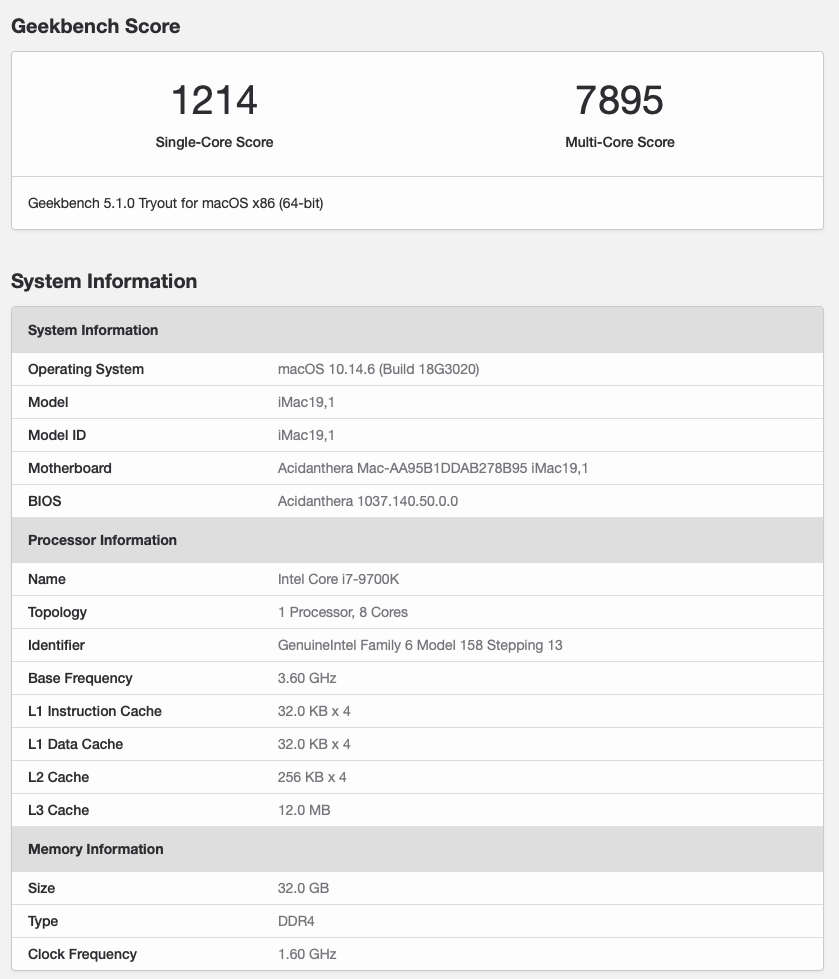 Geekbench Score
1214 7895
Single-Core Score Multi-Core Score
Geekbench 5.1.0 Tryout for macOS x86 (64-bit)
System Information
System Information
Operating System macOS 10.14.6 (Build 18G3020)
Model iMac19,1
Model ID iMac19,1
Motherboard Acidanthera Mac-AA95B1DDAB278B95 iMac19,1
BIOS Acidanthera 1037.140.50.0.0
Processor Information
Name Intel Core i7-9700K
Topology 1 Processor, 8 Cores
Identifier GenuineIntel Family 6 Model 158 Stepping 13
Base Frequency 3.60 GHz
L1 Instruction Cache 32.0 KB x 4
L1 Data Cache 32.0 KB x 4
L2 Cache 256 KB x 4
L3 Cache 12.0 MB
Memory Information
Size 32.0 GB
Type DDR4
Clock Frequency 1.60 GHz